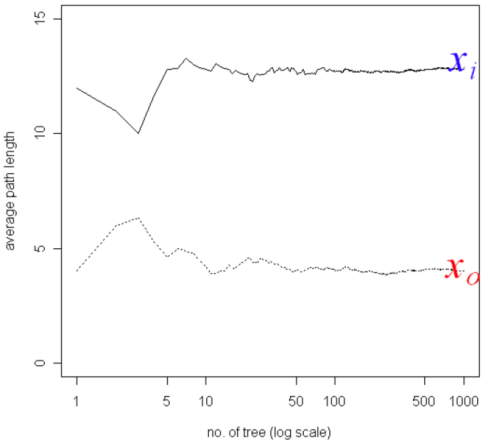 15
10
5
0
average path length
x_i
x_o
1 5 10 50 100 500 1000
no. of tree (log scale)